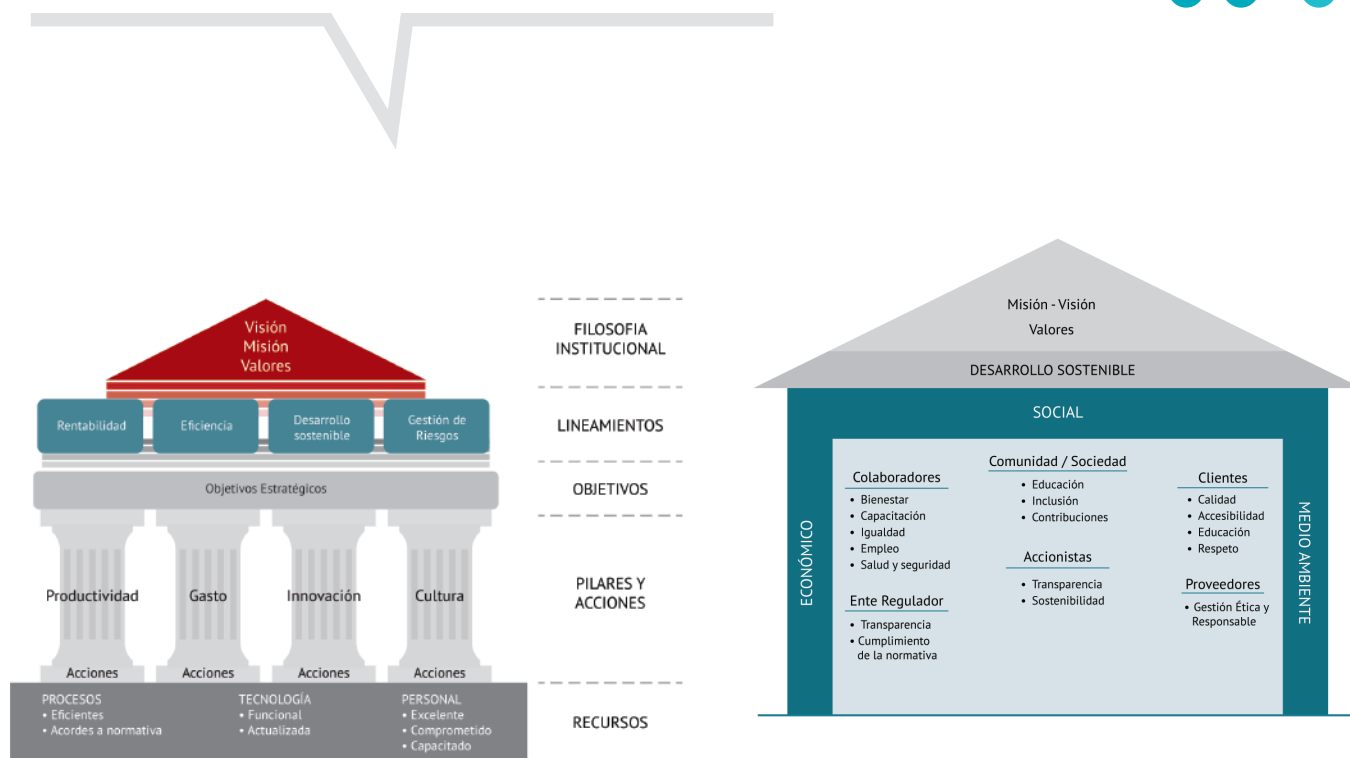 Visión
Misión
Valores
Rentabilidad
Eficiencia
Desarrollo
sostenible
Gestión de
Riesgos
Objetivos Estratégicos
Productividad
Gasto
Innovación
Cultura
Acciones
Acciones
Acciones
Acciones
PROCESOS
• Eficientes
• Acordes a normativa
TECNOLOGÍA
• Funcional
• Actualizada
PERSONAL
• Excelente
• Comprometido
• Capacitado
FILOSOFIA
INSTITUCIONAL
LINEAMIENTOS
OBJETIVOS
PILARES Y
ACCIONES
RECURSOS
Misión - Visión
Valores
DESARROLLO SOSTENIBLE
SOCIAL
ECONÓMICO
Colaboradores
• Bienestar
• Capacitación
• Igualdad
• Empleo
• Salud y seguridad
Ente Regulador
• Transparencia
• Cumplimiento
de la normativa
Comunidad / Sociedad
• Educación
• Inclusión
• Contribuciones
Accionistas
• Transparencia
• Sostenibilidad
Clientes
• Calidad
• Accesibilidad
• Educación
• Respeto
Proveedores
• Gestión Ética y
Responsable
MEDIO AMBIENTE